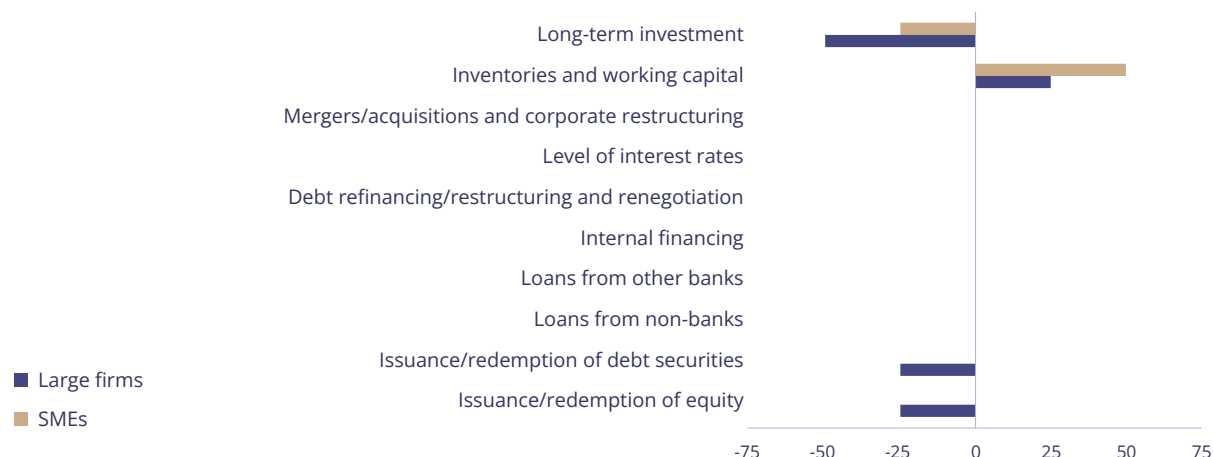 Long-term investment
Inventories and working capital
Mergers/acquisitions and corporate restructuring
Level of interest rates
Debt refinancing/restructuring and renegotiation
Internal financing
Loans from other banks
Loans from non-banks
Issuance/redemption of debt securities
Issuance/redemption of equity
Large firms
SMEs
-75 -50 -25 0 25 50 75